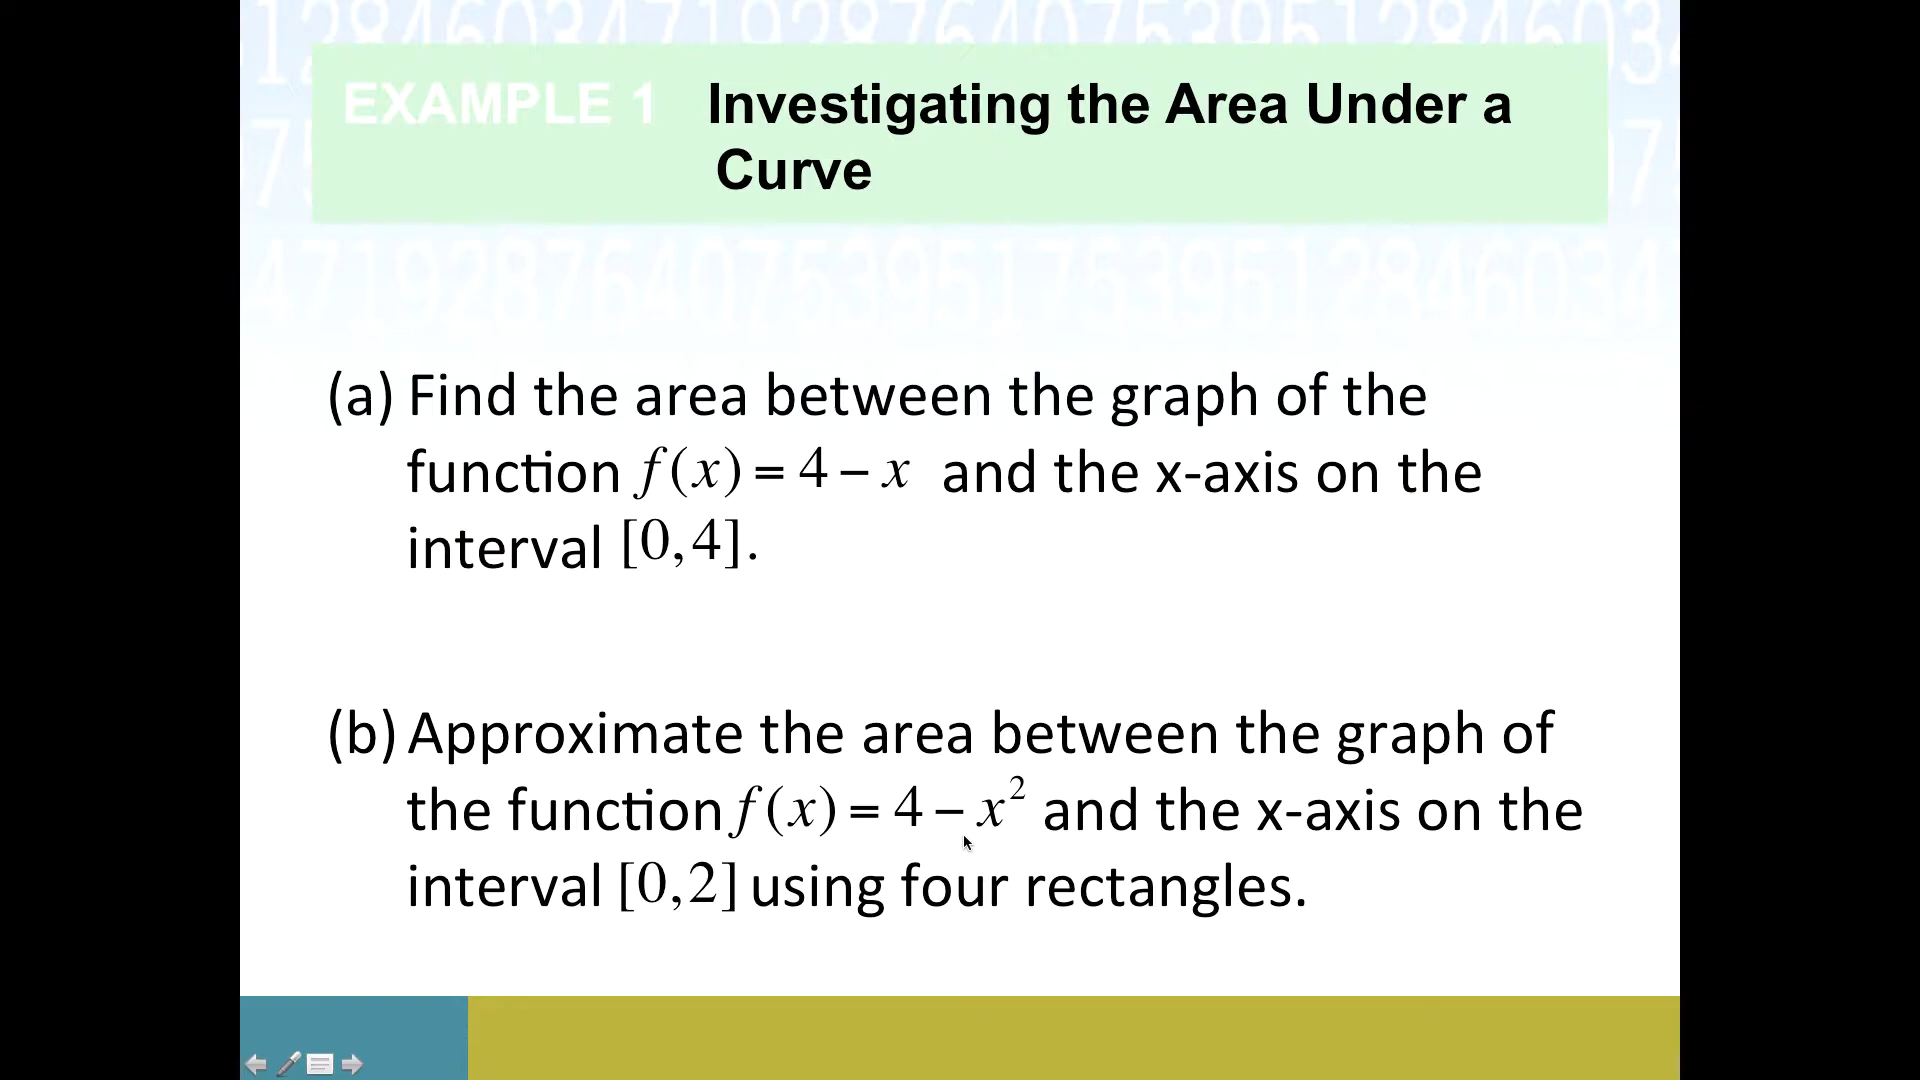 12846034719287640753951284603
EXAMPLE 1 Investigating the Area Under a
Curve
(a) Find the area between the graph of the
function f(x) = 4 − x and the x-axis on the
interval [0,4].
(b) Approximate the area between the graph of
the function f(x) = 4 − x² and the x-axis on the
interval [0,2] using four rectangles.